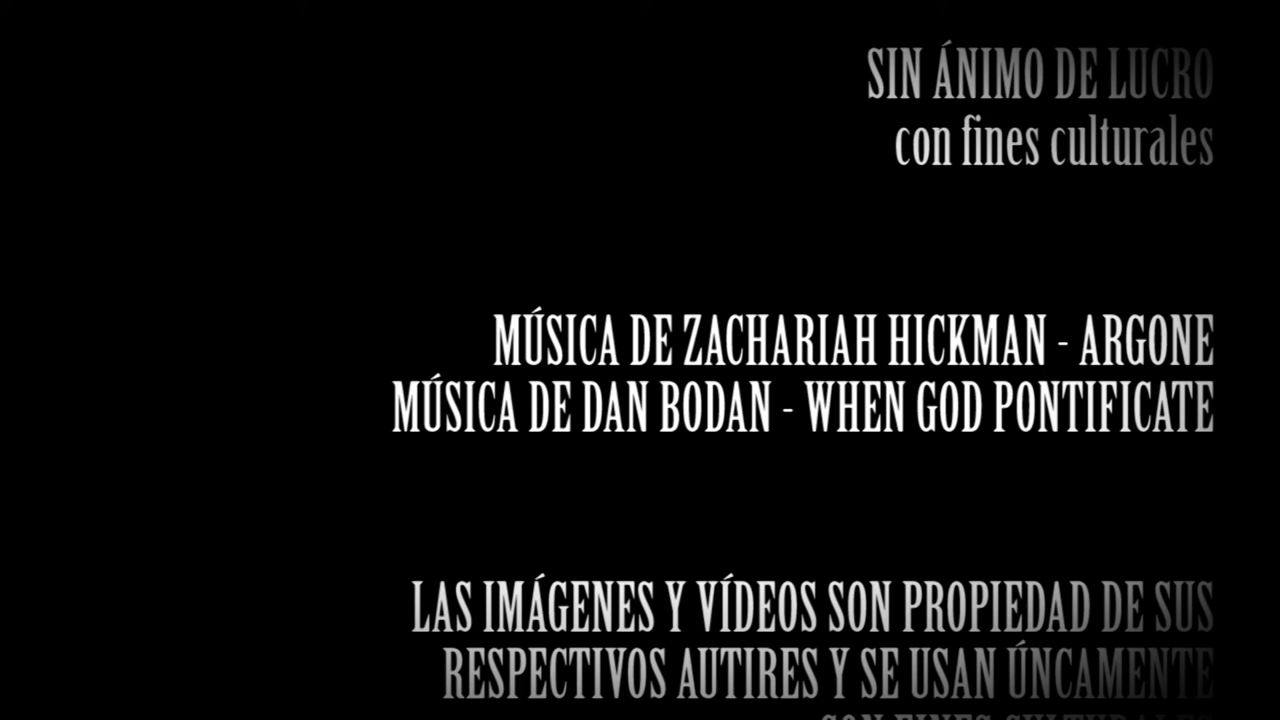 SIN ÁNIMO DE LUCRO
con fines culturales
MÚSICA DE ZACHARIAH HICKMAN - ARGONE
MÚSICA DE DAN BODAN - WHEN GOD PONTIFICATE
LAS IMÁGENES Y VÍDEOS SON PROPIEDAD DE SUS
RESPECTIVOS AUTIRES Y SE USAN ÚNCAMENTE